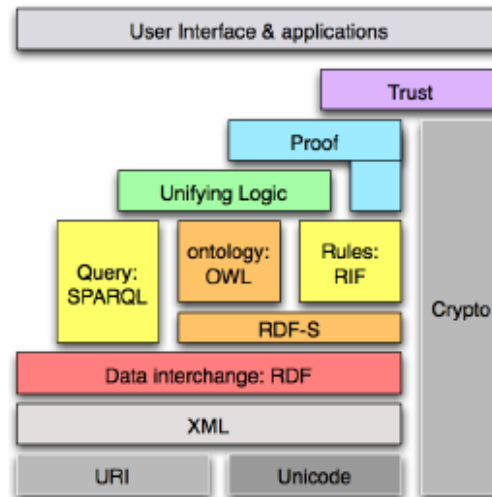 User Interface & applications
Trust
Proof
Unifying Logic
Query:
SPARQL
ontology:
OWL
Rules:
RIF
Crypto
RDF-S
Data interchange: RDF
XML
URI
Unicode